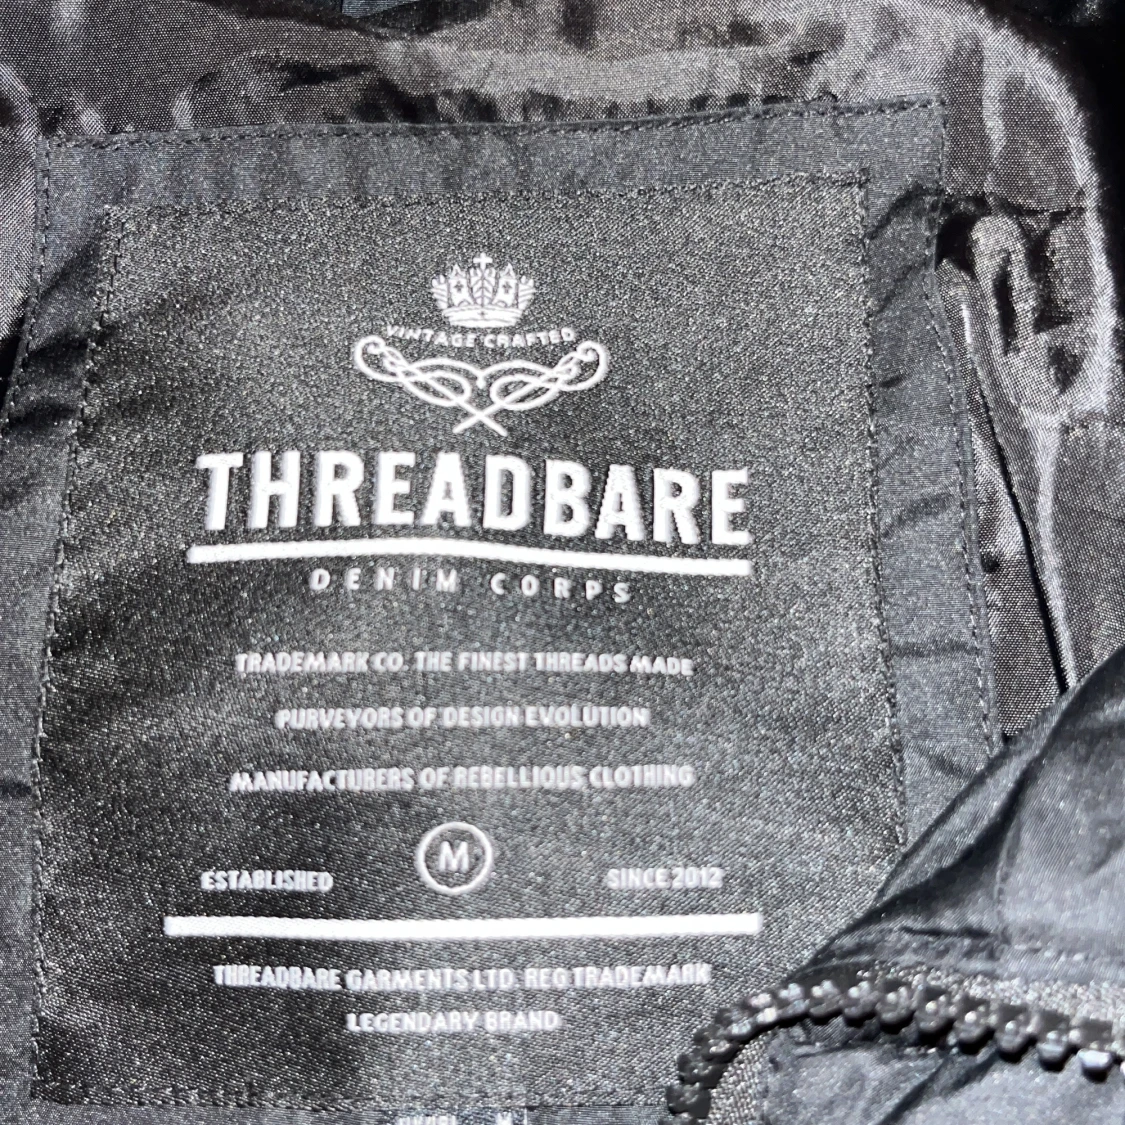 VINTAGE CRAFTED
THREADBARE
DENIM CORPS
TRADEMARK CO. THE FINEST THREADS MADE
PURVEYORS OF DESIGN EVOLUTION
MANUFACTURERS OF REBELLIOUS CLOTHING
M
ESTABLISHED SINCE 2012
THREADBARE GARMENTS LTD. REG TRADEMARK
LEGENDARY BRAND